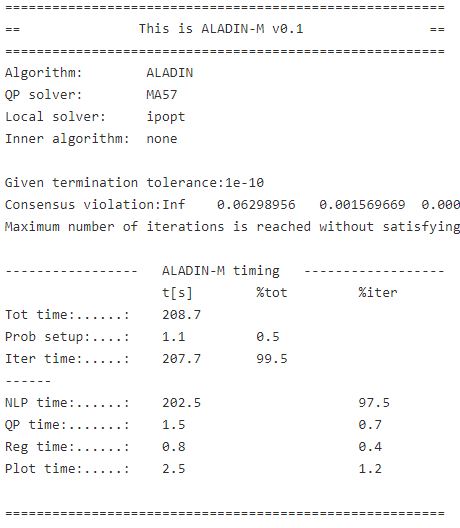 ========================================================
==               This is ALADIN-M v0.1                ==
========================================================
Algorithm:        ALADIN
QP solver:        MA57
Local solver:     ipopt
Inner algorithm:  none
Given termination tolerance:1e-10
Consensus violation:Inf    0.06298956   0.001569669  0.000
Maximum number of iterations is reached without satisfying
-----------------   ALADIN-M timing   ------------------
                    t[s]        %tot         %iter
Tot time:......:    208.7
Prob setup:....:    1.1         0.5
Iter time:.....:    207.7       99.5
------
NLP time:......:    202.5                    97.5
QP time:.......:    1.5                      0.7
Reg time:......:    0.8                      0.4
Plot time:.....:    2.5                      1.2
========================================================